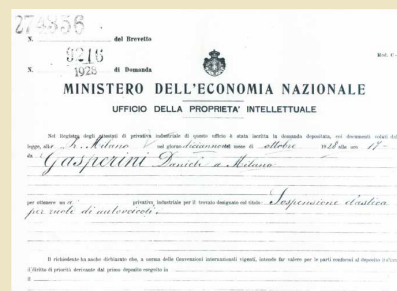 274836
N. del Brevetto
9216
N. 1928 di Domanda
Mod. C-
MINISTERO DELL'ECONOMIA NAZIONALE
UFFICIO DELLA PROPRIETA' INTELLETTUALE
Nel Registro degli attestati di privativa industriale di questo ufficio è stata iscritta la domanda depositata, coi documenti voluti dalla
legge, alla Milano nel giorno diciannove del mese di ottobre 1928 alle ore 17-
da Gasperini Daniele a Milano
per ottenere un privativa industriale per il trovato designato col titolo: Sospensione elastica
per ruote di autoveicoli.
Il richiedente ha anche dichiarato che, a norma delle Convenzioni internazionali vigenti, intende far valere per le parti conformi al deposito
il diritto di priorità derivante dal primo deposito eseguito in
il